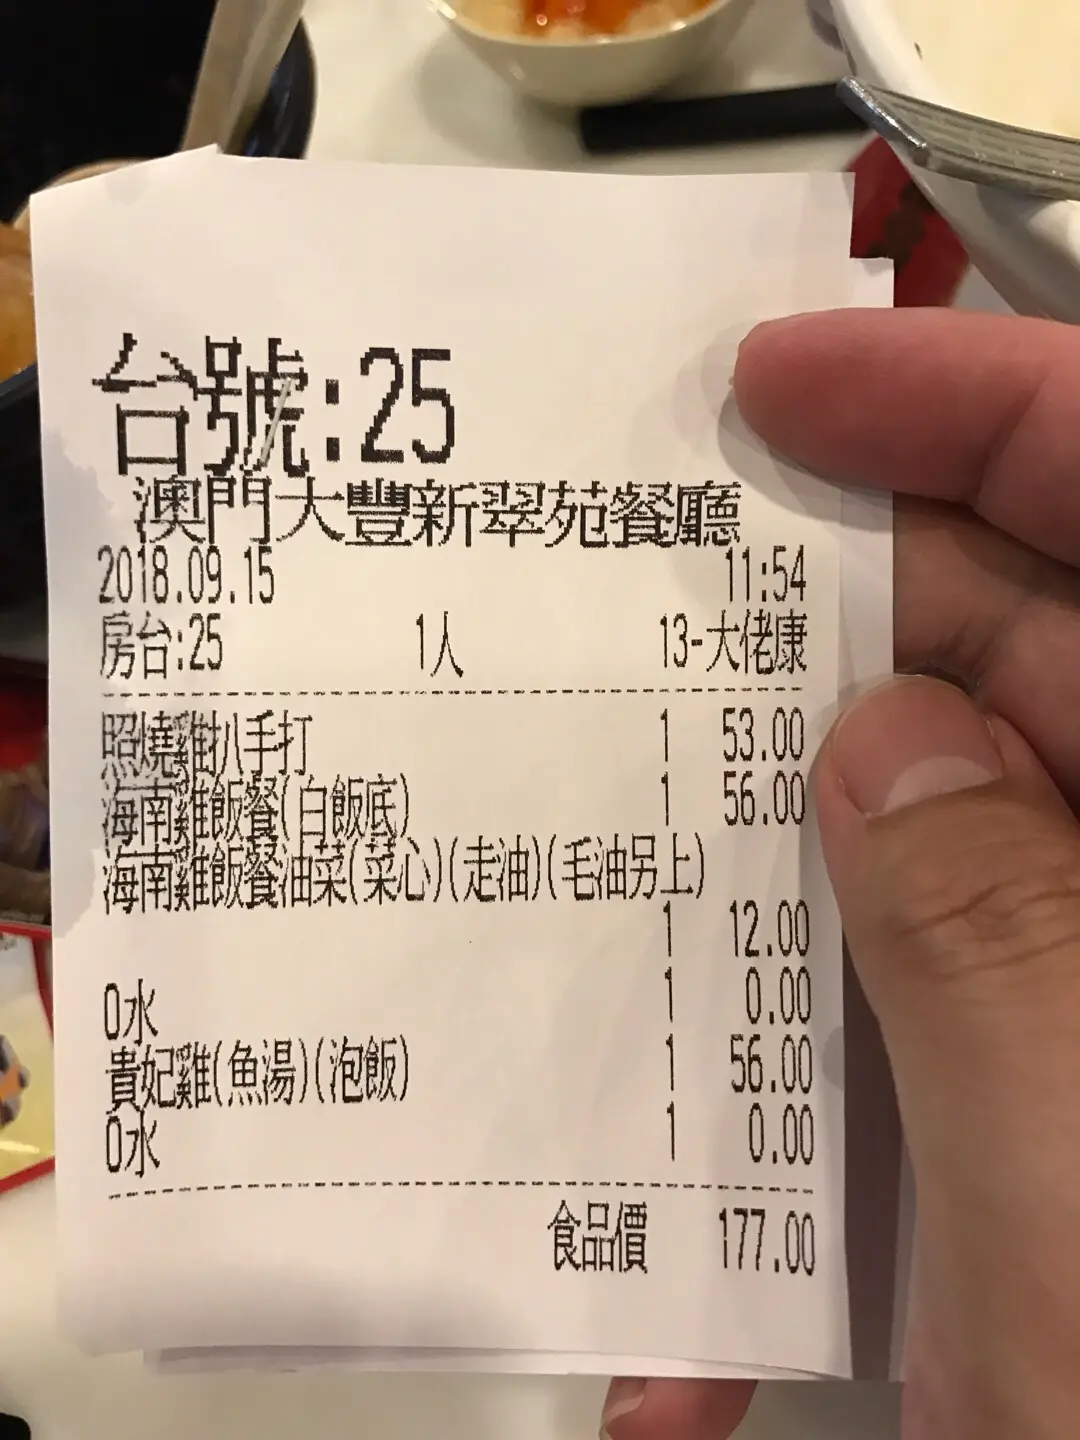 台號:25
澳門大豐新翠苑餐廳
2018.09.15 11:54
房台:25 1人 13-大佬康
照燒雞扒手打 1 53.00
海南雞飯餐(白飯底) 1 56.00
海南雞飯餐油菜(菜心)(走油)(毛油另上)
1 12.00
0水 1 0.00
貴妃雞(魚湯)(泡飯) 1 56.00
0水 1 0.00
食品價 177.00